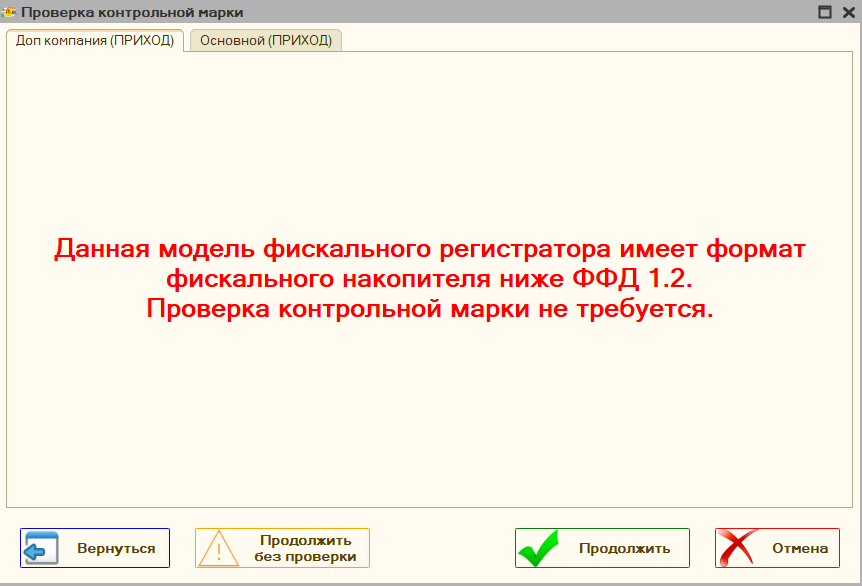 Проверка контрольной марки
Доп компания (ПРИХОД)
Основной (ПРИХОД)
Данная модель фискального регистратора имеет формат
фискального накопителя ниже ФФД 1.2.
Проверка контрольной марки не требуется.
Вернуться
Продолжить
без проверки
Продолжить
Отмена